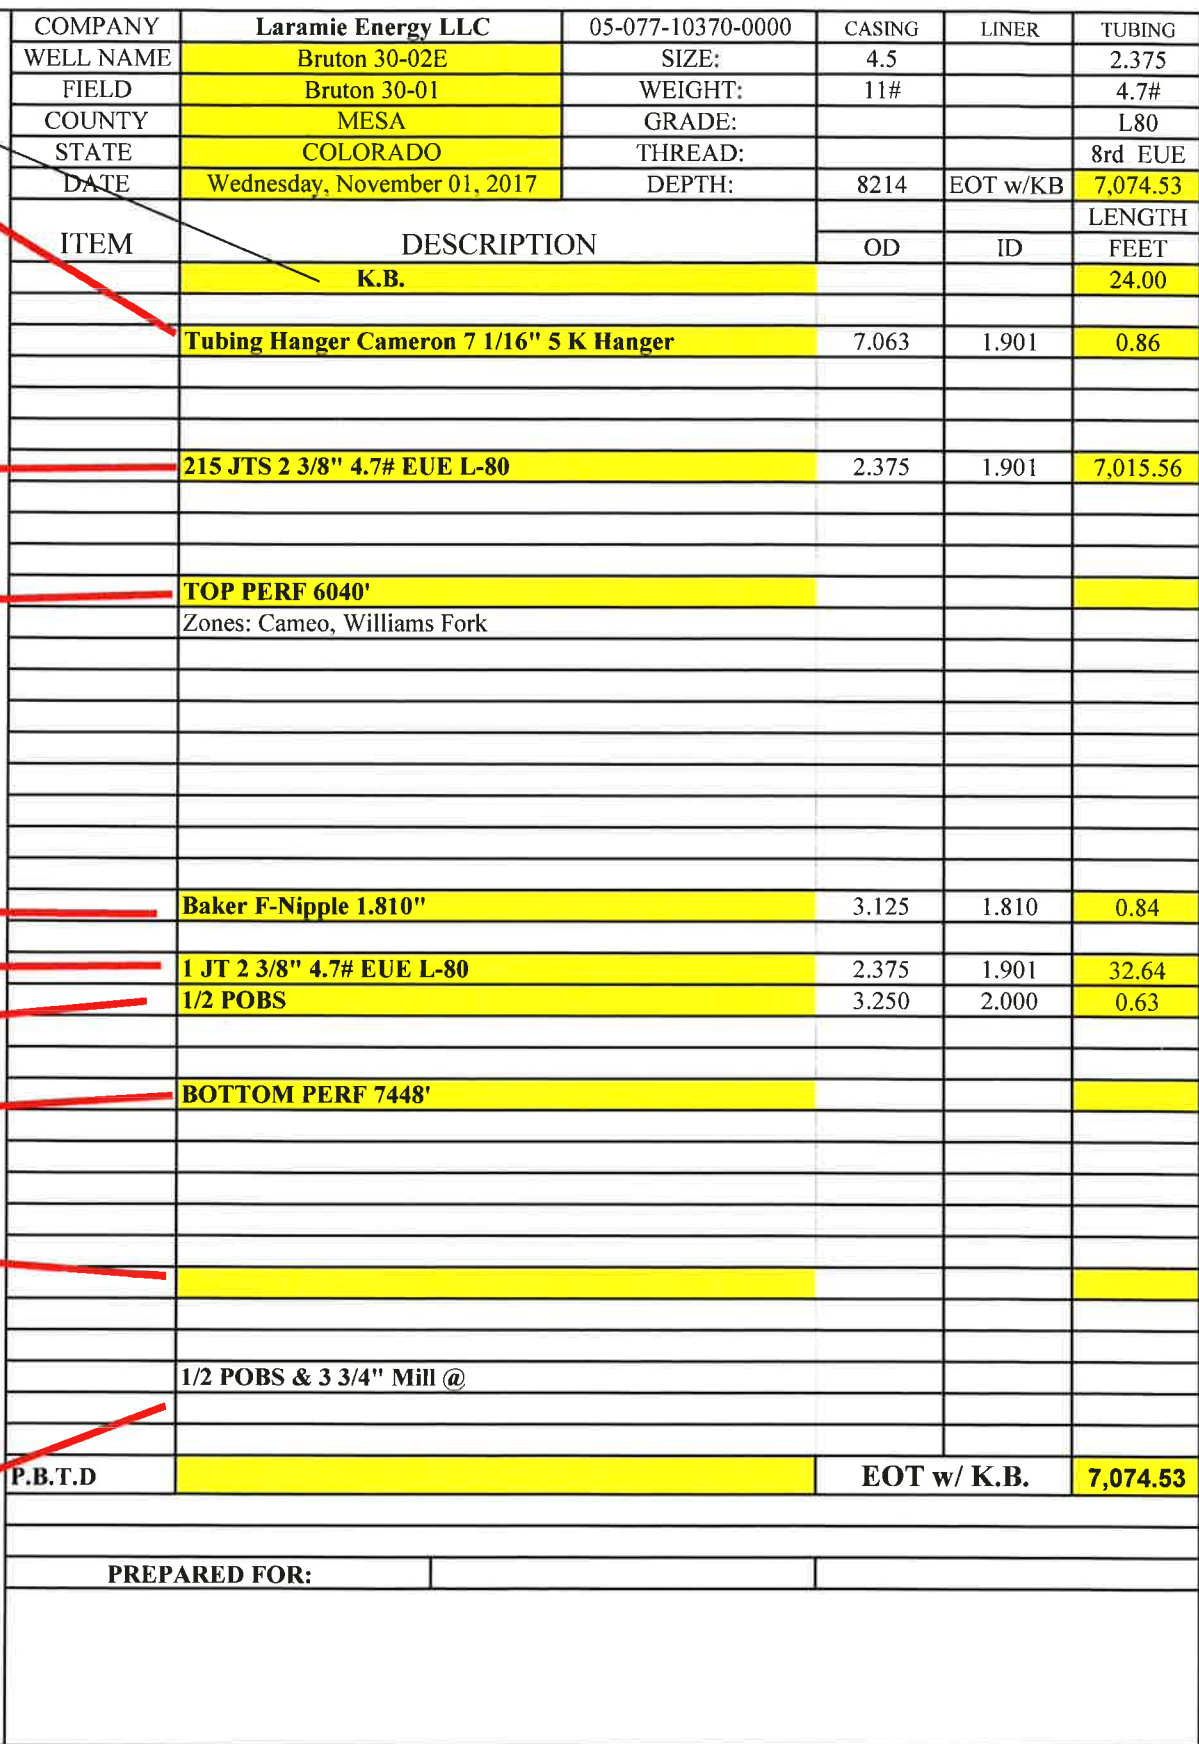 COMPANY Laramie Energy LLC 05-077-10370-0000 CASING LINER TUBING
WELL NAME Bruton 30-02E SIZE: 4.5 2.375
FIELD Bruton 30-01 WEIGHT: 11# 4.7#
COUNTY MESA GRADE: L80
STATE COLORADO THREAD: 8rd EUE
DATE Wednesday, November 01, 2017 DEPTH: 8214 EOT w/KB 7,074.53
LENGTH
ITEM DESCRIPTION OD ID FEET
K.B. 24.00
Tubing Hanger Cameron 7 1/16" 5 K Hanger 7.063 1.901 0.86
215 JTS 2 3/8" 4.7# EUE L-80 2.375 1.901 7,015.56
TOP PERF 6040'
Zones: Cameo, Williams Fork
Baker F-Nipple 1.810" 3.125 1.810 0.84
1 JT 2 3/8" 4.7# EUE L-80 2.375 1.901 32.64
1/2 POBS 3.250 2.000 0.63
BOTTOM PERF 7448'
1/2 POBS & 3 3/4" Mill @
P.B.T.D EOT w/ K.B. 7,074.53
PREPARED FOR: